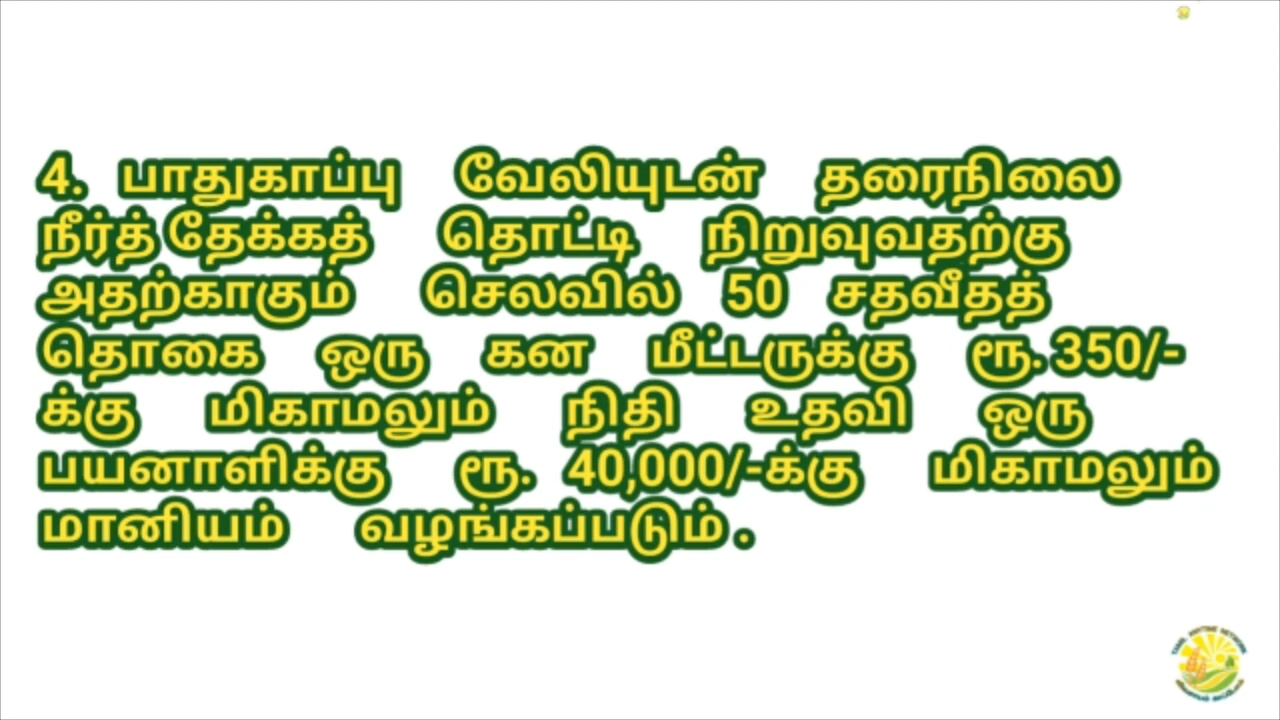 4. பாதுகாப்பு வேலியுடன் தரைநிலை
நீர்த் தேக்கத் தொட்டி நிறுவுவதற்கு
அதற்காகும் செலவில் 50 சதவீதத்
தொகை ஒரு கன மீட்டருக்கு ரூ. 350/-
க்கு மிகாமலும் நிதி உதவி ஒரு
பயனாளிக்கு ரூ. 40,000/-க்கு மிகாமலும்
மானியம் வழங்கப்படும் .